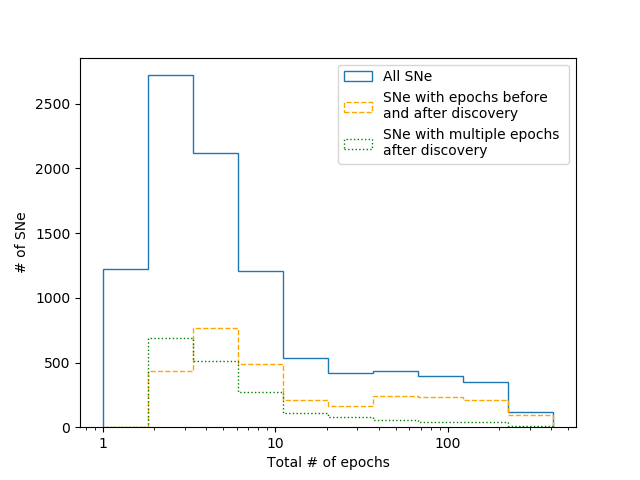 All SNe
SNe with epochs before
and after discovery
SNe with multiple epochs
after discovery
2500
2000
1500
1000
500
0
# of SNe
1 10 100
Total # of epochs